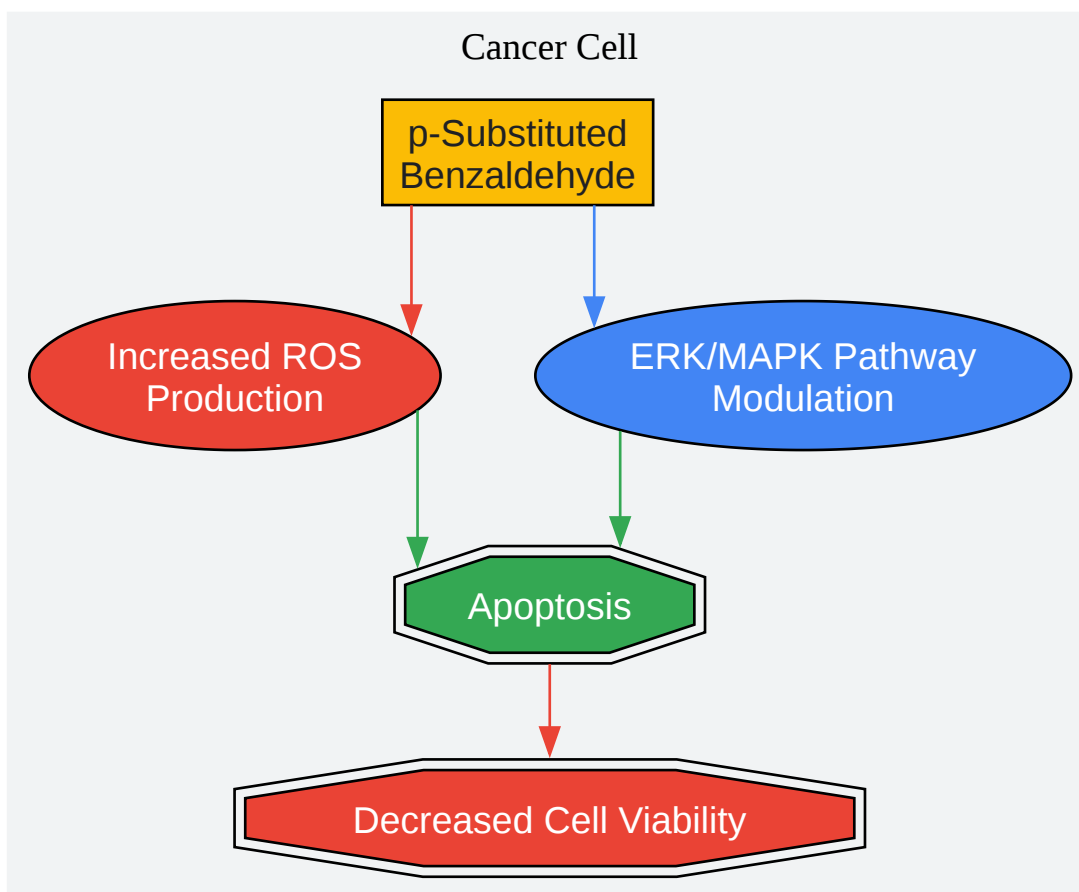 Cancer Cell
p-Substituted
Benzaldehyde
Increased ROS
Production
ERK/MAPK Pathway
Modulation
Apoptosis
Decreased Cell Viability